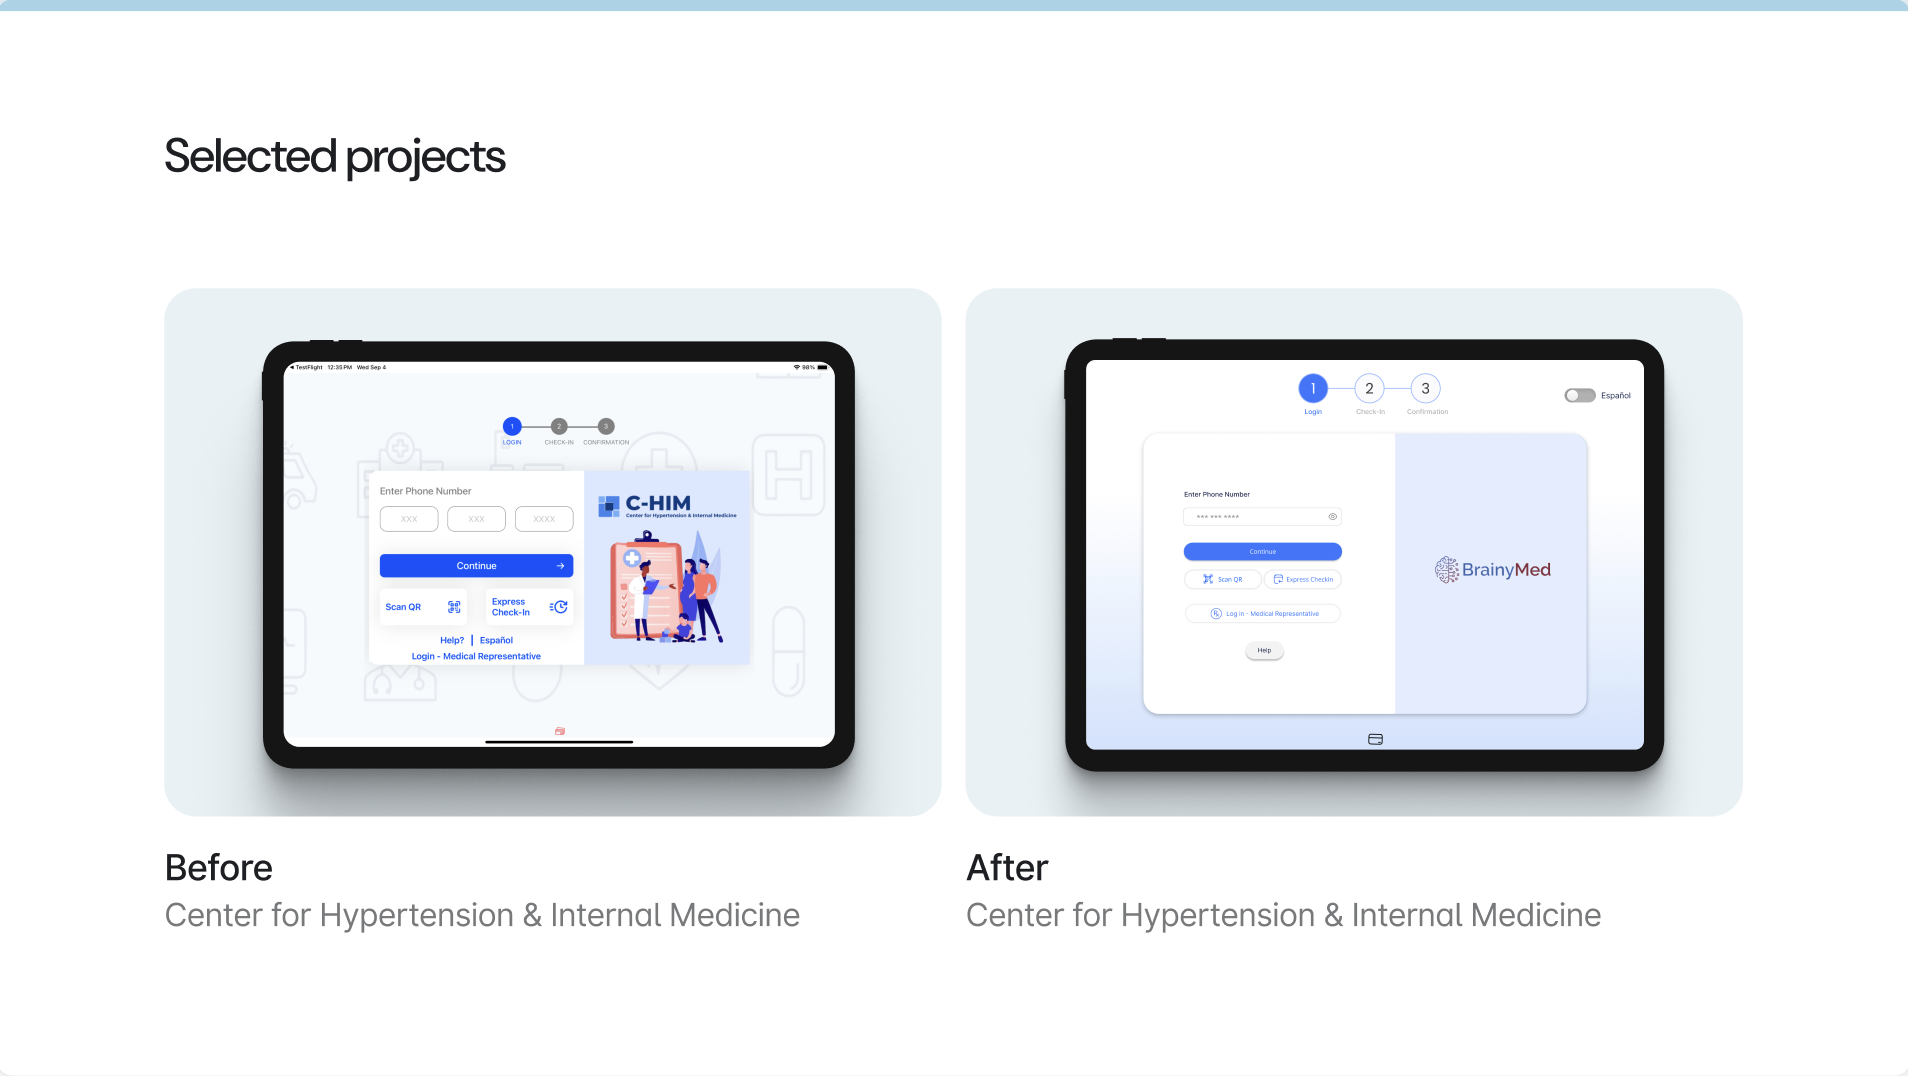 Selected projects
TestFlight 12:35 PM Wed Sep 4
98%
1
2
3
LOGIN
CHECK-IN
CONFIRMATION
Enter Phone Number
XXX
XXX
XXXX
Continue
Scan QR
Express
Check-In
Help? | Español
Login - Medical Representative
C-HIM
Center for Hypertension & Internal Medicine
H
1
2
3
Login
Check-In
Confirmation
Español
Enter Phone Number
*** *** ****
Continue
Scan QR
Express Checkin
Log in - Medical Representative
Help
BrainyMed
Before
Center for Hypertension & Internal Medicine
After
Center for Hypertension & Internal Medicine